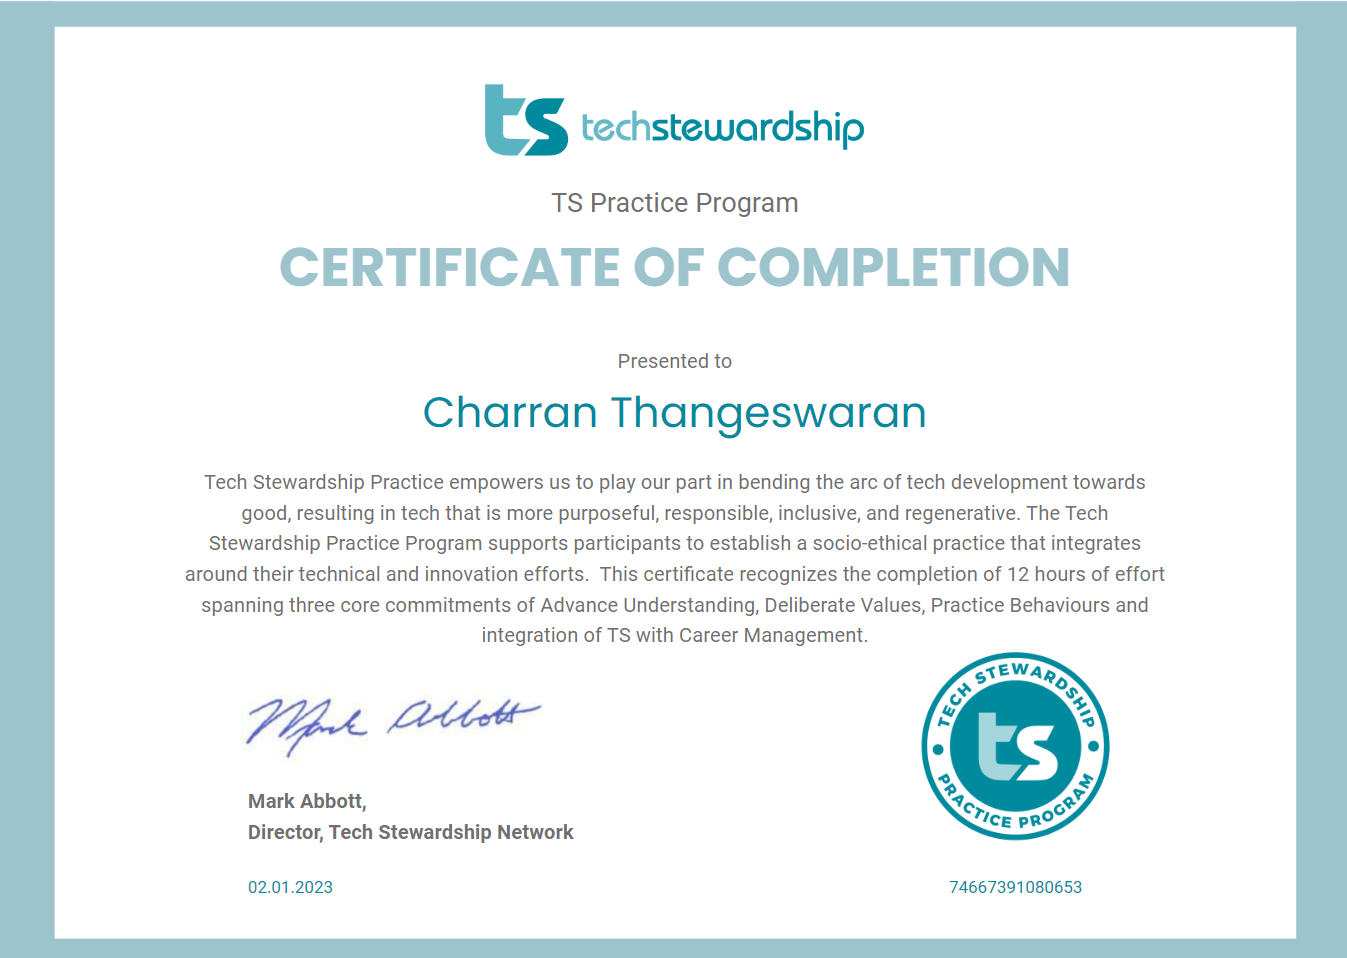 ts techstewardship
TS Practice Program
CERTIFICATE OF COMPLETION
Presented to
Charran Thangeswaran
Tech Stewardship Practice empowers us to play our part in bending the arc of tech development towards
good, resulting in tech that is more purposeful, responsible, inclusive, and regenerative. The Tech
Stewardship Practice Program supports participants to establish a socio-ethical practice that integrates
around their technical and innovation efforts.  This certificate recognizes the completion of 12 hours of effort
spanning three core commitments of Advance Understanding, Deliberate Values, Practice Behaviours and
integration of TS with Career Management.
Mark Abbott
Mark Abbott,
Director, Tech Stewardship Network
02.01.2023
TECH STEWARDSHIP
ts
PRACTICE PROGRAM
74667391080653